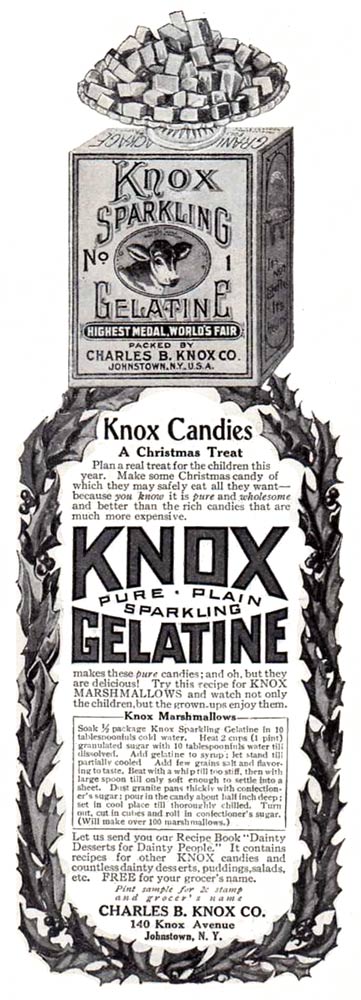 KNOX
SPARKLING
No 1
GELATINE
HIGHEST MEDAL, WORLD'S FAIR
PACKED BY
CHARLES B. KNOX CO.
JOHNSTOWN. N.Y. U.S.A.
Knox Candies
A Christmas Treat
Plan a real treat for the children this
year. Make some Christmas candy of
which they may safely eat all they want—
because you know it is pure and wholesome
and better than the rich candies that are
much more expensive.
KNOX
PURE · PLAIN
SPARKLING
GELATINE
makes these pure candies; and oh, but they
are delicious! Try this recipe for KNOX
MARSHMALLOWS and watch not only
the children, but the grown-ups enjoy them.
Knox Marshmallows
Soak ½ package Knox Sparkling Gelatine in 10
tablespoonfuls cold water. Heat 2 cups (1 pint)
granulated sugar with 10 tablespoonfuls water till
dissolved. Add gelatine to syrup; let stand till
partially cooled Add few grains salt and flavor-
ing to taste. Beat with a whip till too stiff, then with
large spoon till only soft enough to settle into a
sheet. Dust granite pans thickly with confection-
er's sugar; pour in the candy about half inch deep;
set in cool place till thoroughly chilled. Turn
out, cut in cubes and roll in confectioner's sugar.
(Will make over 100 marshmallows.)
Let us send you our Recipe Book "Dainty
Desserts for Dainty People." It contains
recipes for other KNOX candies and
countless dainty desserts, puddings, salads,
etc. FREE for your grocer's name.
Pint sample for 2c stamp
and grocer's name
CHARLES B. KNOX CO.
140 Knox Avenue
Johnstown, N. Y.